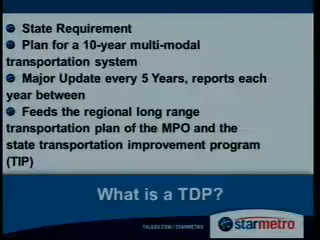 State Requirement
Plan for a 10-year multi-modal
transportation system
Major Update every 5 Years, reports each
year between
Feeds the regional long range
transportation plan of the MPO and the
state transportation improvement program
(TIP)
What is a TDP?
TALGOV.COM/STARMETRO
starmetro